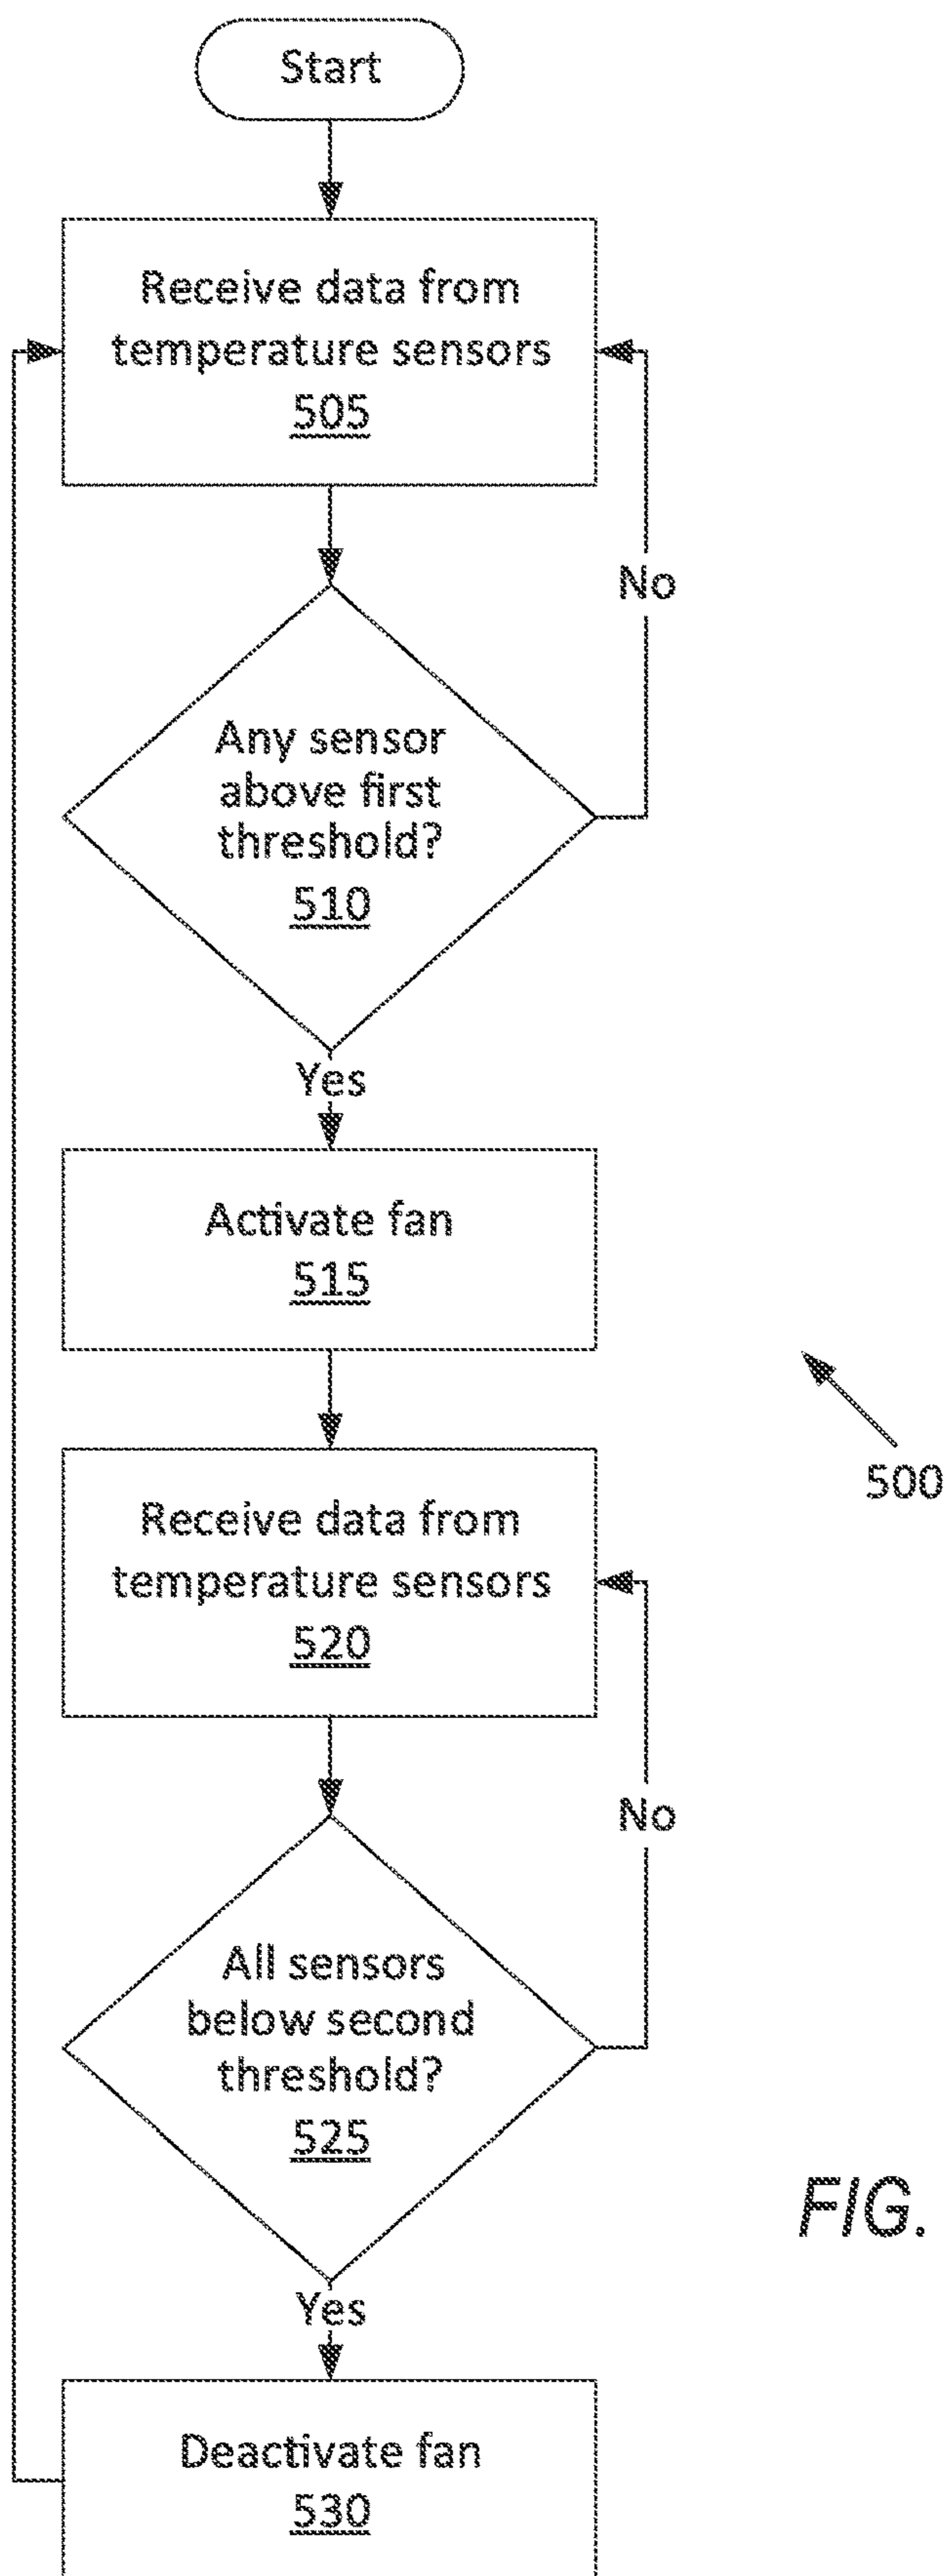 Start
Receive data from
temperature sensors
505
No
Any sensor
above first
threshold?
510
Yes
Activate fan
515
500
Receive data from
temperature sensors
520
No
All sensors
below second
threshold?
525
FIG.
Yes
Deactivate fan
530